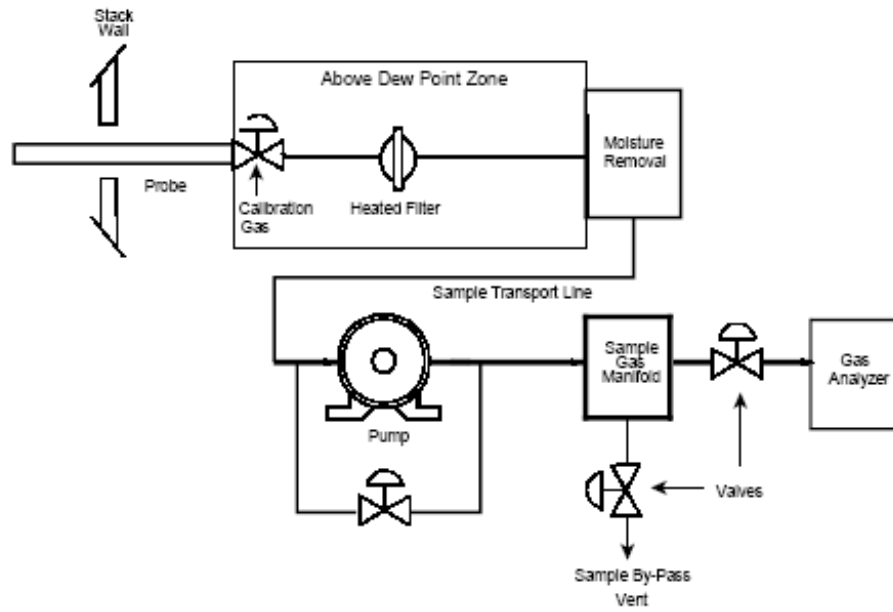 Stack
Wall
Above Dew Point Zone
Moisture
Removal
Probe
Calibration
Gas
Heated Filter
Sample Transport Line
Sample
Gas
Manifold
Gas
Analyzer
Pump
Valves
Sample By-Pass
Vent